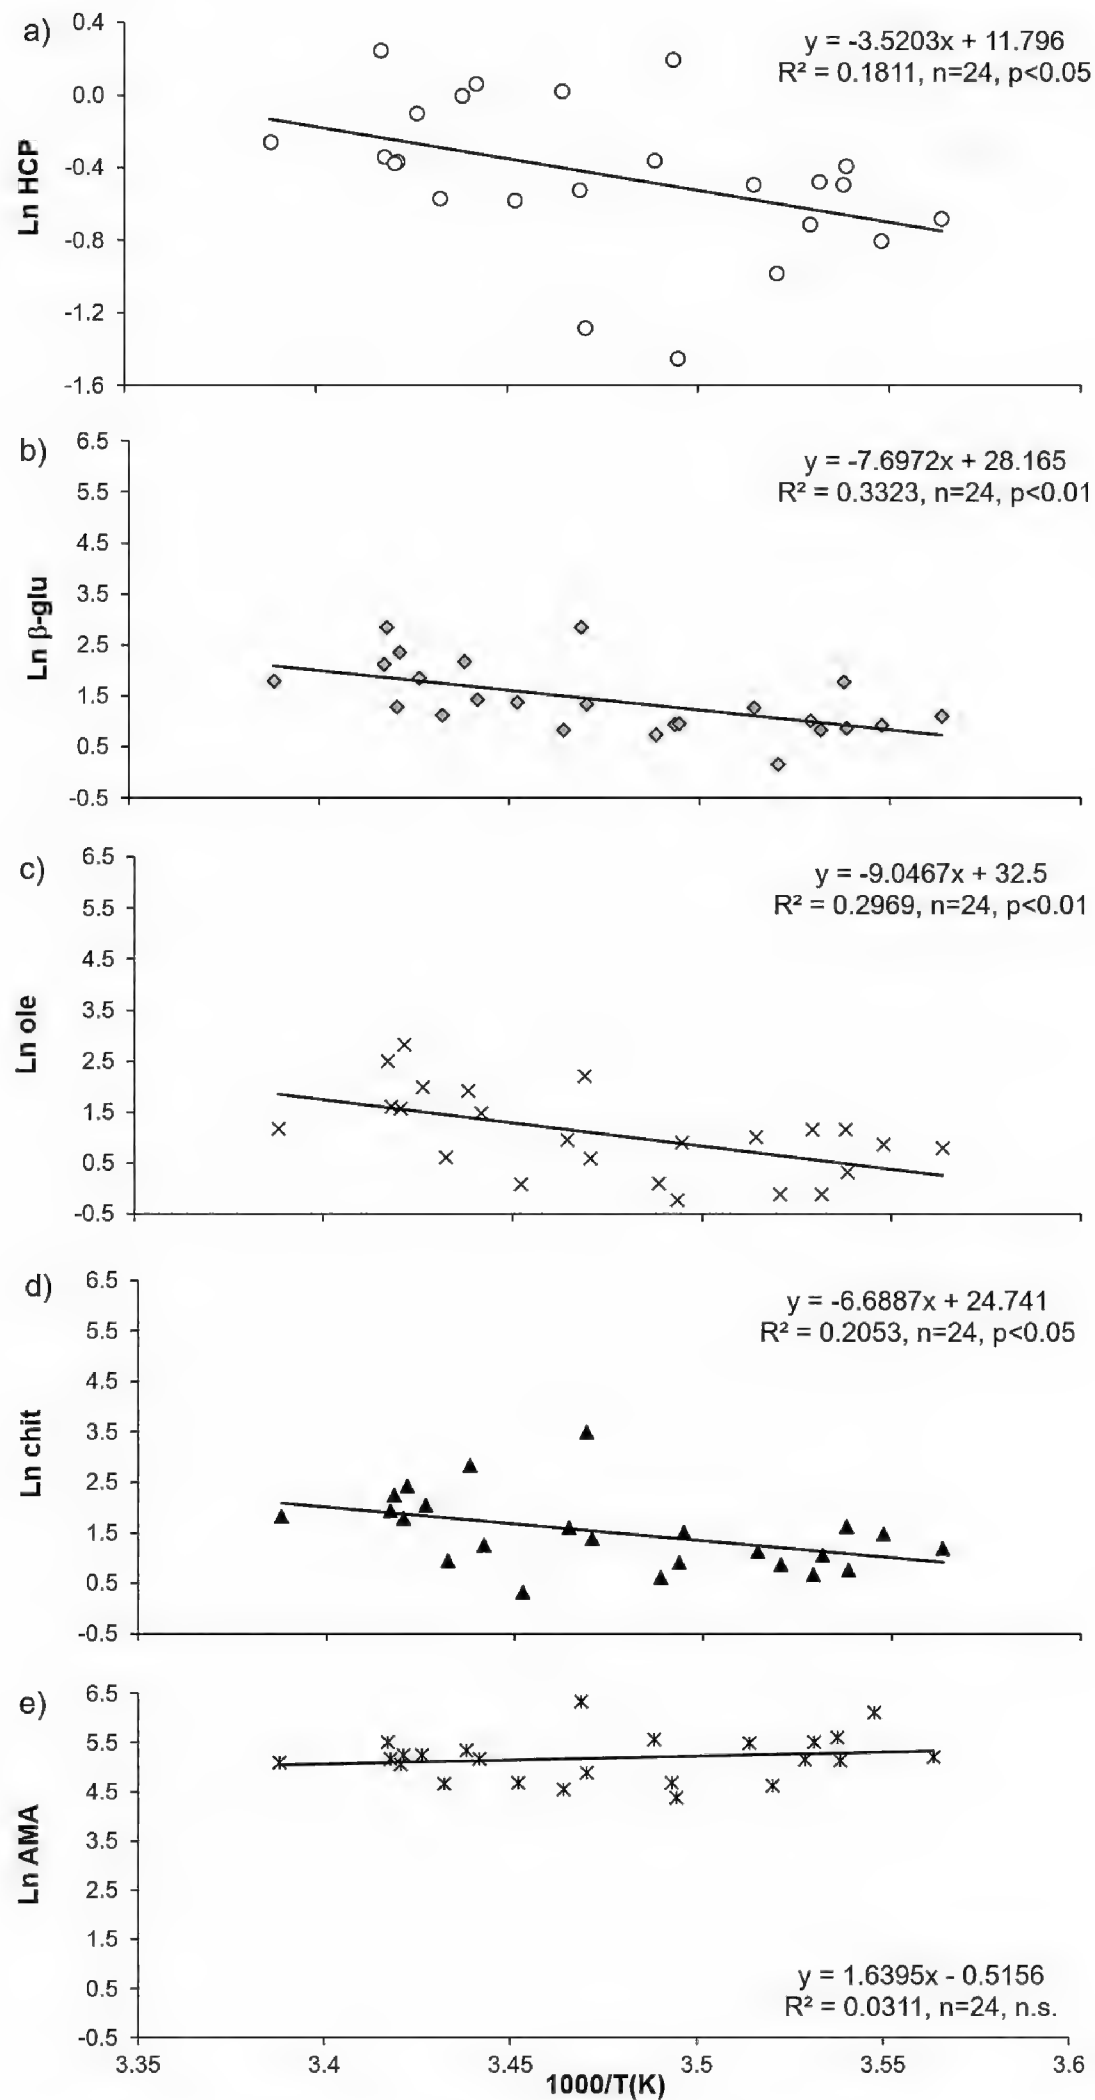 a)
y = -3.5203x + 11.796
R² = 0.1811, n=24, p<0.05
Ln HCP
0.4
0.0
-0.4
-0.8
-1.2
-1.6
b)
y = -7.6972x + 28.165
R² = 0.3323, n=24, p<0.01
Ln β-glu
6.5
5.5
4.5
3.5
2.5
1.5
0.5
-0.5
c)
y = -9.0467x + 32.5
R² = 0.2969, n=24, p<0.01
Ln ole
6.5
5.5
4.5
3.5
2.5
1.5
0.5
-0.5
d)
y = -6.6887x + 24.741
R² = 0.2053, n=24, p<0.05
Ln chit
6.5
5.5
4.5
3.5
2.5
1.5
0.5
-0.5
e)
Ln AMA
6.5
5.5
4.5
3.5
2.5
1.5
0.5
-0.5
y = 1.6395x - 0.5156
R² = 0.0311, n=24, n.s.
3.35 3.4 3.45 3.5 3.55 3.6
1000/T(K)